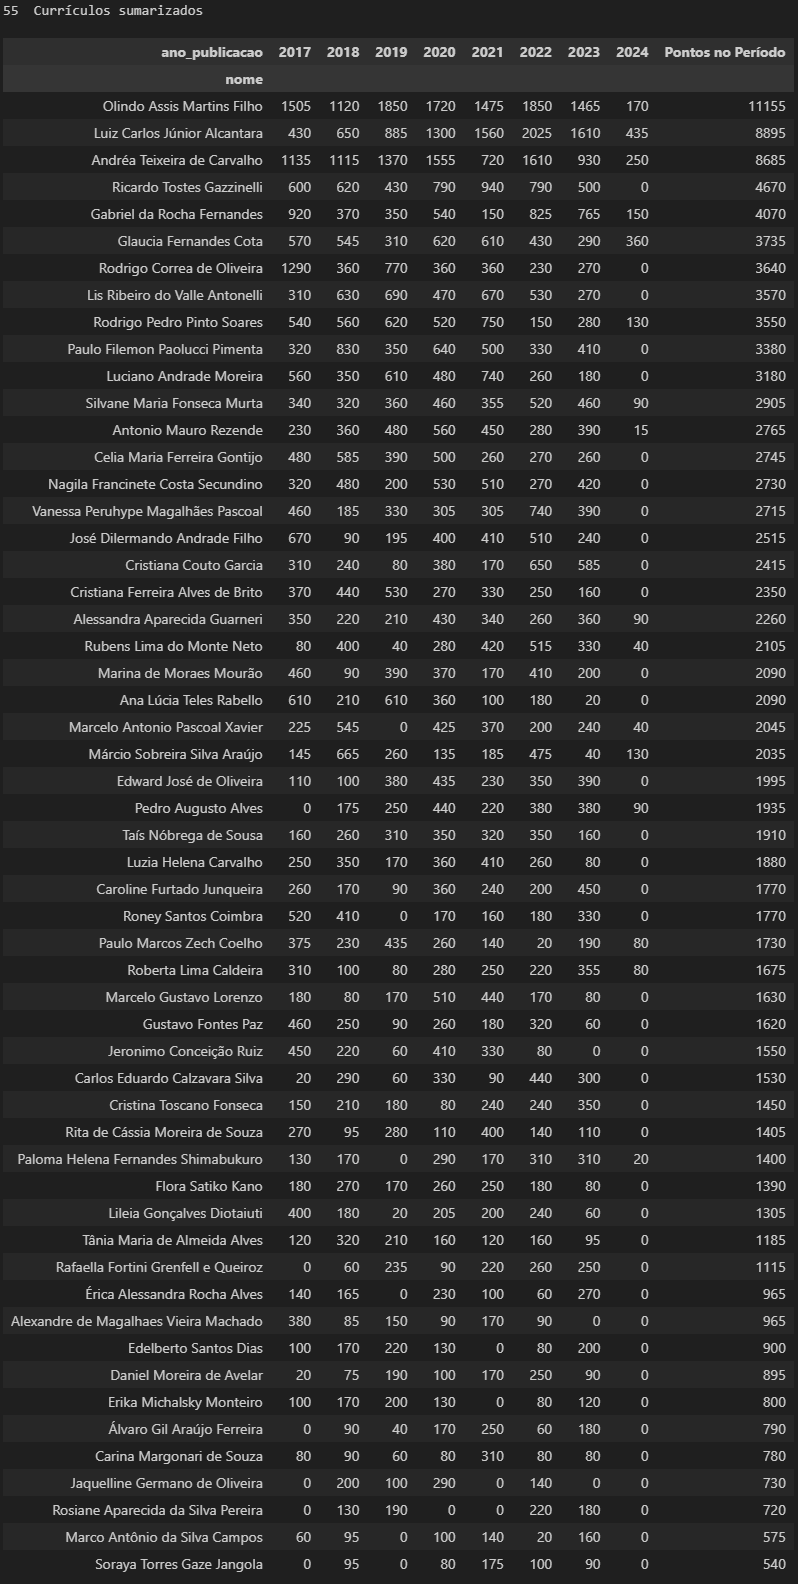 55 Currículos sumarizados
ano_publicacao 2017 2018 2019 2020 2021 2022 2023 2024 Pontos no Período
nome
Olindo Assis Martins Filho 1505 1120 1850 1720 1475 1850 1465 170 11155
Luiz Carlos Júnior Alcantara 430 650 885 1300 1560 2025 1610 435 8895
Andréa Teixeira de Carvalho 1135 1115 1370 1555 720 1610 930 250 8685
Ricardo Tostes Gazzinelli 600 620 430 790 940 790 500 0 4670
Gabriel da Rocha Fernandes 920 370 350 540 150 825 765 150 4070
Glaucia Fernandes Cota 570 545 310 620 610 430 290 360 3735
Rodrigo Correa de Oliveira 1290 360 770 360 360 230 270 0 3640
Lis Ribeiro do Valle Antonelli 310 630 690 470 670 530 270 0 3570
Rodrigo Pedro Pinto Soares 540 560 620 520 750 150 280 130 3550
Paulo Filemon Paolucci Pimenta 320 830 350 640 500 330 410 0 3380
Luciano Andrade Moreira 560 350 610 480 740 260 180 0 3180
Silvane Maria Fonseca Murta 340 320 360 460 355 520 460 90 2905
Antonio Mauro Rezende 230 360 480 560 450 280 390 15 2765
Celia Maria Ferreira Gontijo 480 585 390 500 260 270 260 0 2745
Nagila Francinete Costa Secundino 320 480 200 530 510 270 420 0 2730
Vanessa Peruhype Magalhães Pascoal 460 185 330 305 305 740 390 0 2715
José Dilermando Andrade Filho 670 90 195 400 410 510 240 0 2515
Cristiana Couto Garcia 310 240 80 380 170 650 585 0 2415
Cristiana Ferreira Alves de Brito 370 440 530 270 330 250 160 0 2350
Alessandra Aparecida Guarneri 350 220 210 430 340 260 360 90 2260
Rubens Lima do Monte Neto 80 400 40 280 420 515 330 40 2105
Marina de Moraes Mourão 460 90 390 370 170 410 200 0 2090
Ana Lúcia Teles Rabello 610 210 610 360 100 180 20 0 2090
Marcelo Antonio Pascoal Xavier 225 545 0 425 370 200 240 40 2045
Márcio Sobreira Silva Araújo 145 665 260 135 185 475 40 130 2035
Edward José de Oliveira 110 100 380 435 230 350 390 0 1995
Pedro Augusto Alves 0 175 250 440 220 380 380 90 1935
Taís Nóbrega de Sousa 160 260 310 350 320 350 160 0 1910
Luzia Helena Carvalho 250 350 170 360 410 260 80 0 1880
Caroline Furtado Junqueira 260 170 90 360 240 200 450 0 1770
Roney Santos Coimbra 520 410 0 170 160 180 330 0 1770
Paulo Marcos Zech Coelho 375 230 435 260 140 20 190 80 1730
Roberta Lima Caldeira 310 100 80 280 250 220 355 80 1675
Marcelo Gustavo Lorenzo 180 80 170 510 440 170 80 0 1630
Gustavo Fontes Paz 460 250 90 260 180 320 60 0 1620
Jeronimo Conceição Ruiz 450 220 60 410 330 80 0 0 1550
Carlos Eduardo Calzavara Silva 20 290 60 330 90 440 300 0 1530
Cristina Toscano Fonseca 150 210 180 80 240 240 350 0 1450
Rita de Cássia Moreira de Souza 270 95 280 110 400 140 110 0 1405
Paloma Helena Fernandes Shimabukuro 130 170 0 290 170 310 310 20 1400
Flora Satiko Kano 180 270 170 260 250 180 80 0 1390
Lileia Gonçalves Diotaiuti 400 180 20 205 200 240 60 0 1305
Tânia Maria de Almeida Alves 120 320 210 160 120 160 95 0 1185
Rafaella Fortini Grenfell e Queiroz 0 60 235 90 220 260 250 0 1115
Érica Alessandra Rocha Alves 140 165 0 230 100 60 270 0 965
Alexandre de Magalhaes Vieira Machado 380 85 150 90 170 90 0 0 965
Edelberto Santos Dias 100 170 220 130 0 80 200 0 900
Daniel Moreira de Avelar 20 75 190 100 170 250 90 0 895
Erika Michalsky Monteiro 100 170 200 130 0 80 120 0 800
Álvaro Gil Araújo Ferreira 0 90 40 170 250 60 180 0 790
Carina Margonari de Souza 80 90 60 80 310 80 80 0 780
Jaquelline Germano de Oliveira 0 200 100 290 0 140 0 0 730
Rosiane Aparecida da Silva Pereira 0 130 190 0 0 220 180 0 720
Marco Antônio da Silva Campos 60 95 0 100 140 20 160 0 575
Soraya Torres Gaze Jangola 0 95 0 80 175 100 90 0 540